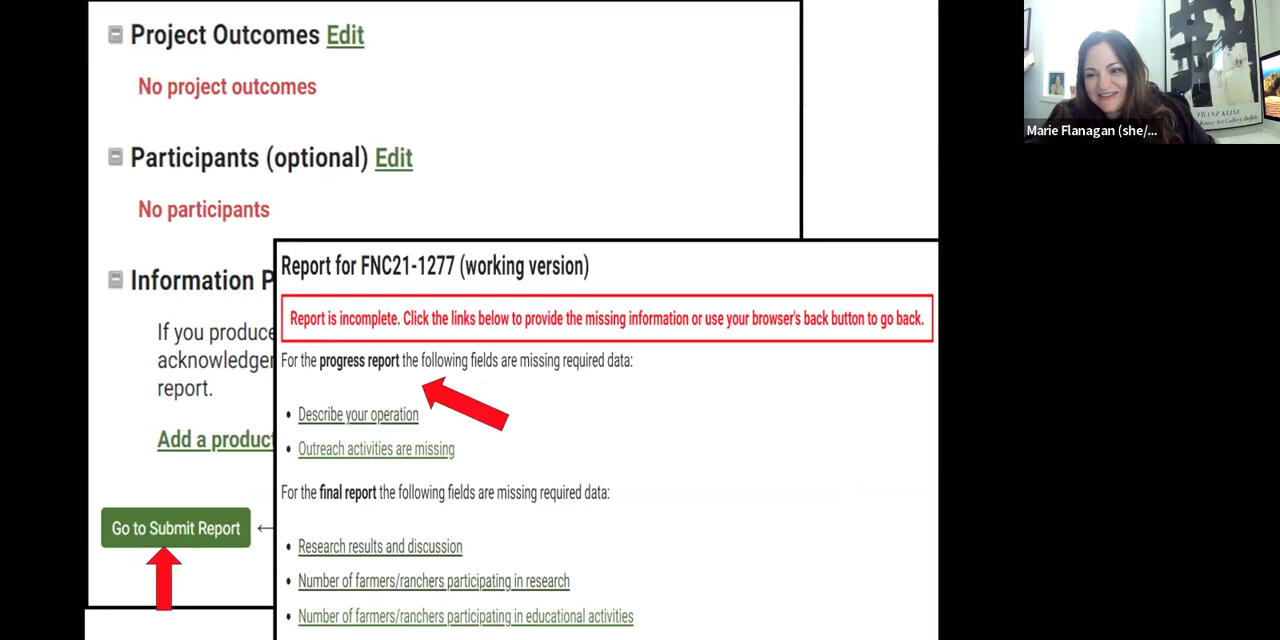 Project Outcomes Edit
No project outcomes
Participants (optional) Edit
No participants
Information P
If you produce
acknowledgem
report.
Add a product
Go to Submit Report
Report for FNC21-1277 (working version)
Report is incomplete. Click the links below to provide the missing information or use your browser's back button to go back.
For the progress report the following fields are missing required data:
Describe your operation
Outreach activities are missing
For the final report the following fields are missing required data:
Research results and discussion
Number of farmers/ranchers participating in research
Number of farmers/ranchers participating in educational activities
FRANZ KLINE
Marie Flanagan (she/...